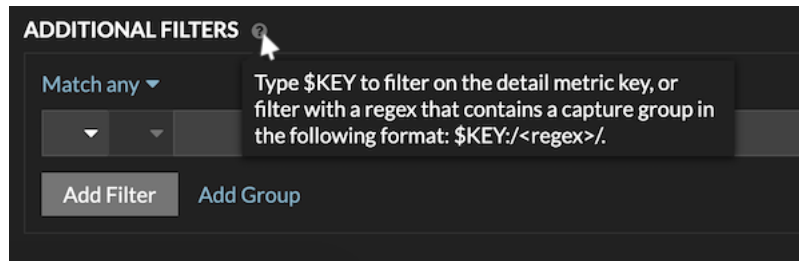 ADDITIONAL FILTERS ?
Match any
Type $KEY to filter on the detail metric key, or
filter with a regex that contains a capture group in
the following format: $KEY:/<regex>/.
Add Filter Add Group